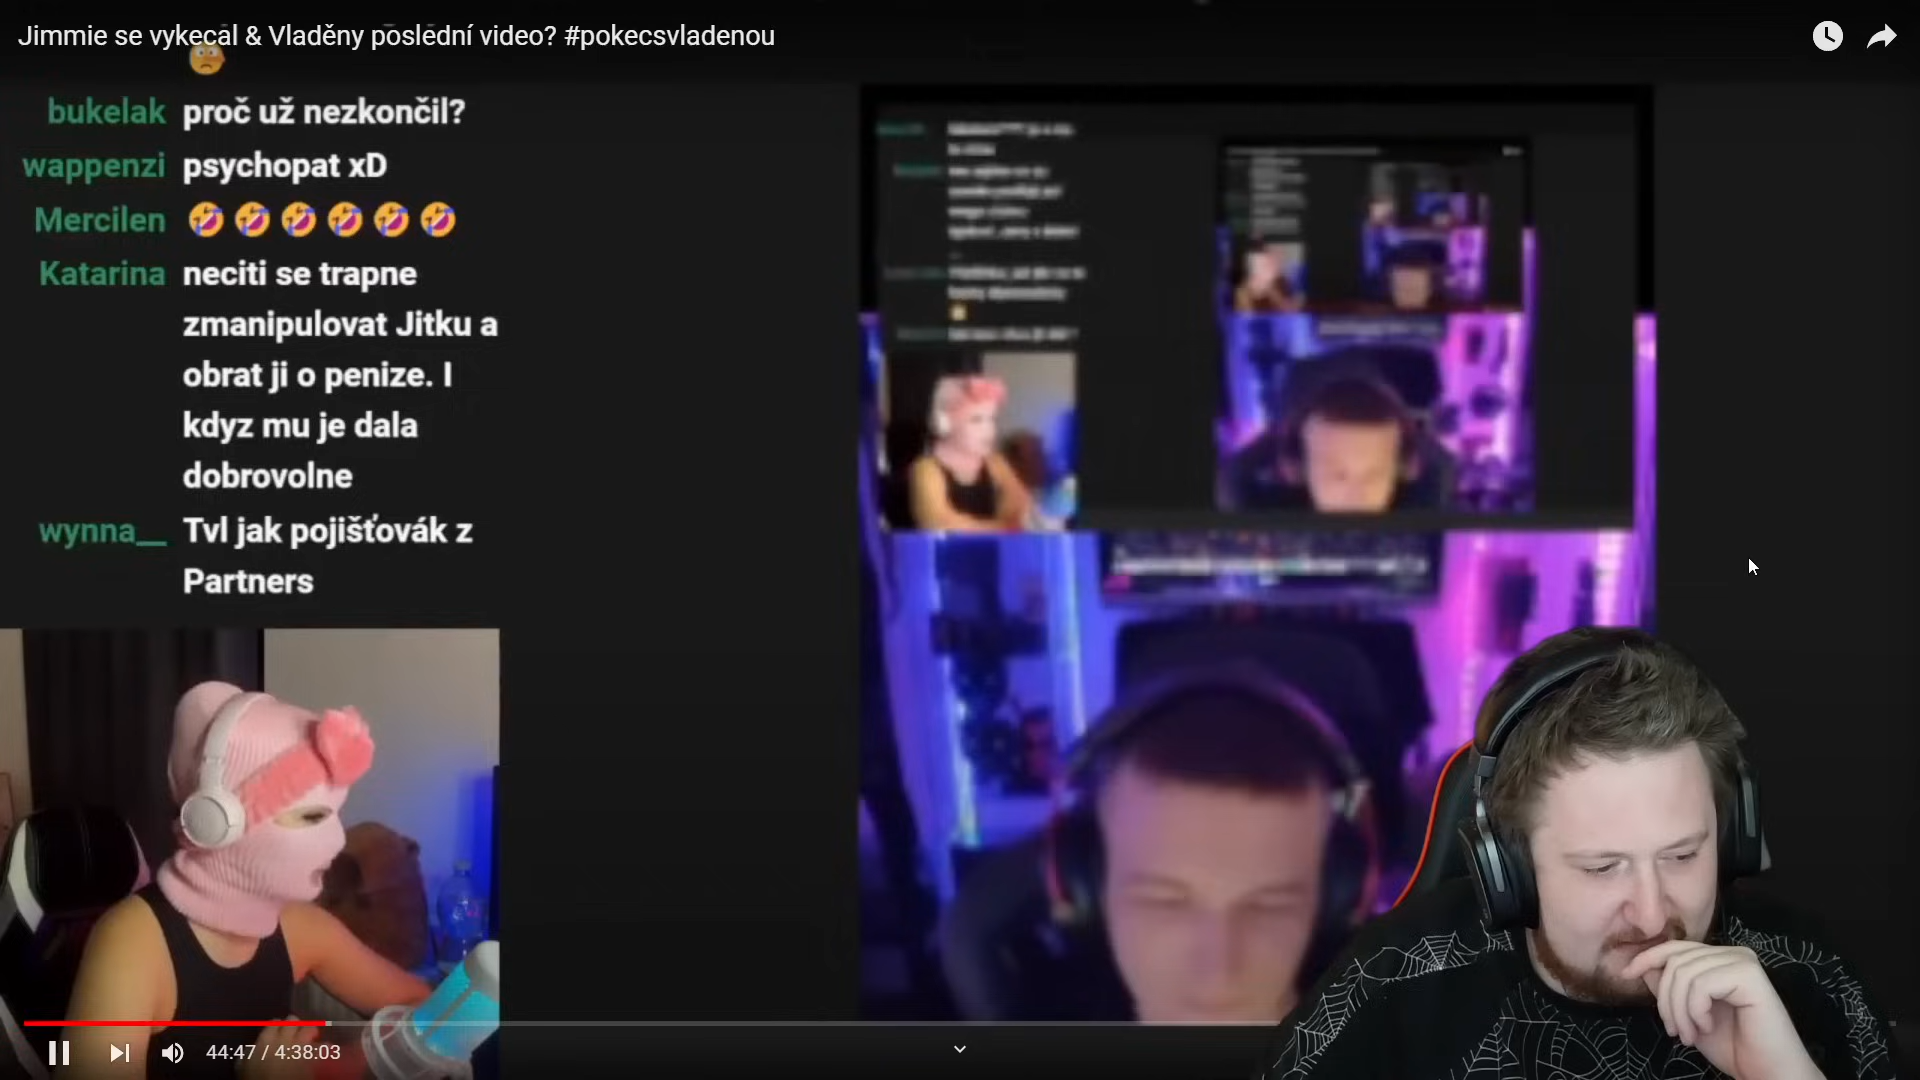 Jimmie se vykecal & Vladěny poslední video? #pokecsvladenou
bukelak proč už nezkončil?
wappenzi psychopat xD
Mercilen 🤣 🤣 🤣 🤣 🤣 🤣
Katarina neciti se trapne
zmanipulovat Jitku a
obrat ji o penize. I
kdyz mu je dala
dobrovolne
wynna__ Tvl jak pojišťovák z
Partners
44:47 / 4:38:03